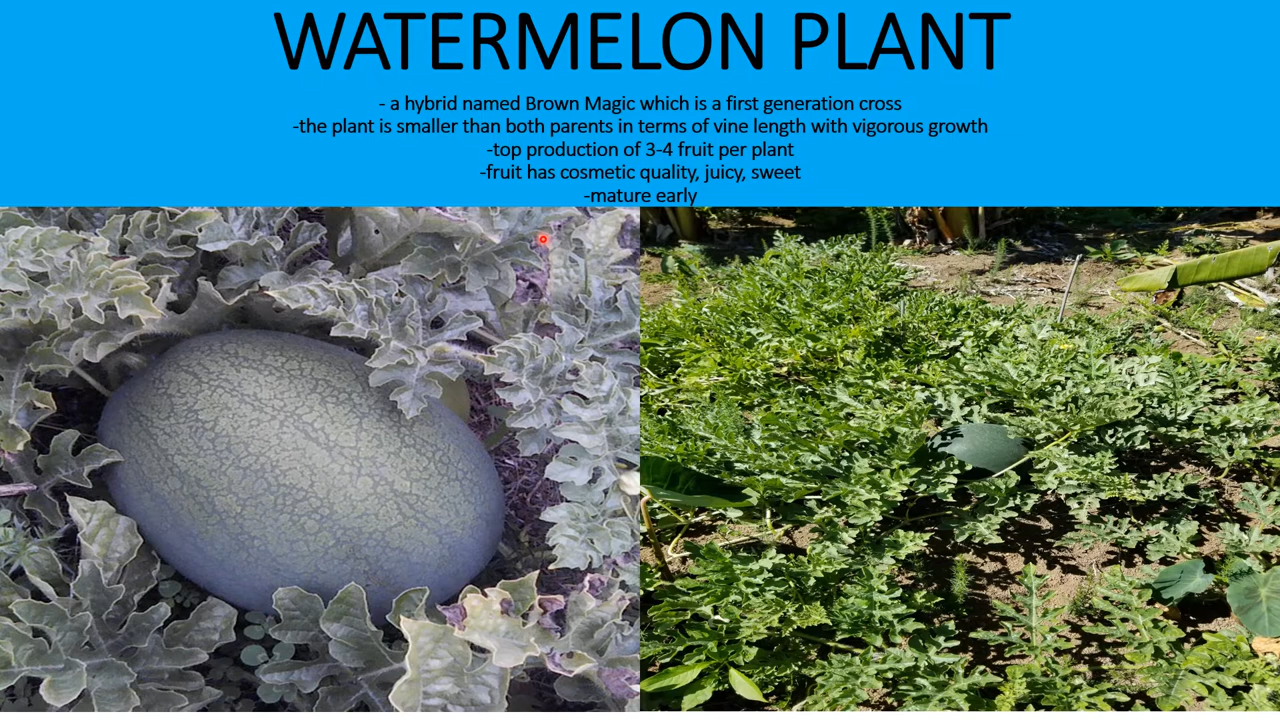 WATERMELON PLANT
- a hybrid named Brown Magic which is a first generation cross
-the plant is smaller than both parents in terms of vine length with vigorous growth
-top production of 3-4 fruit per plant
-fruit has cosmetic quality, juicy, sweet
-mature early